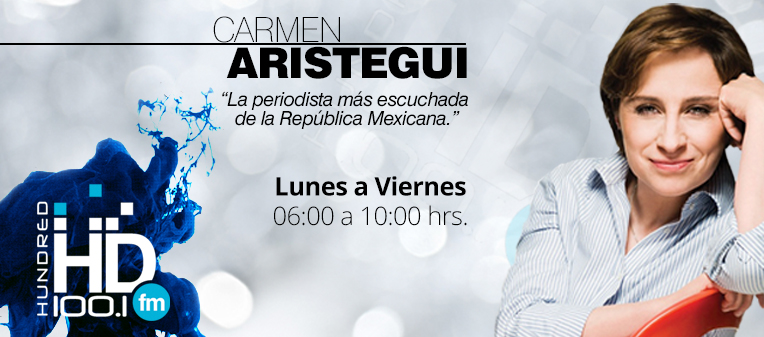 CARMEN
ARISTEGUI
“La periodista más escuchada
de la República Mexicana.”
Lunes a Viernes
06:00 a 10:00 hrs.
HUNDRED
HD
100.1 fm